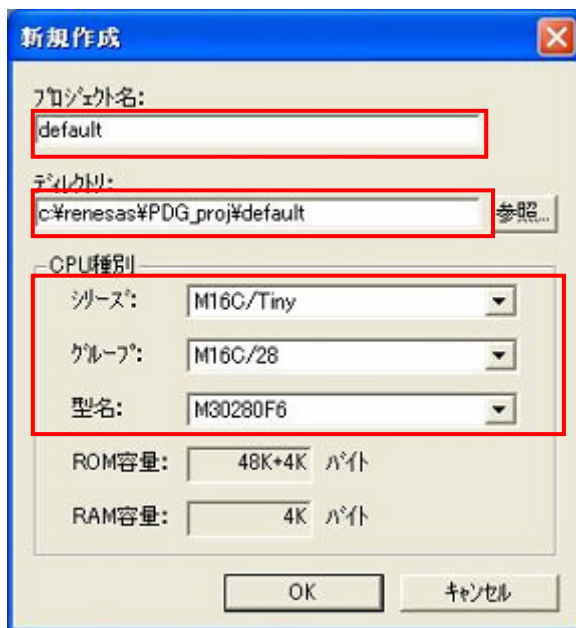 新規作成
ﾌﾟﾛｼﾞｪｸﾄ名:
default
ﾃﾞｨﾚｸﾄﾘ:
c:¥renesas¥PDG_proj¥default 参照...
CPU種別
ｼﾘｰｽﾞ: M16C/Tiny
ｸﾞﾙｰﾌﾟ: M16C/28
型名: M30280F6
ROM容量: 48K+4K ﾊﾞｲﾄ
RAM容量: 4K ﾊﾞｲﾄ
OK ｷｬﾝｾﾙ